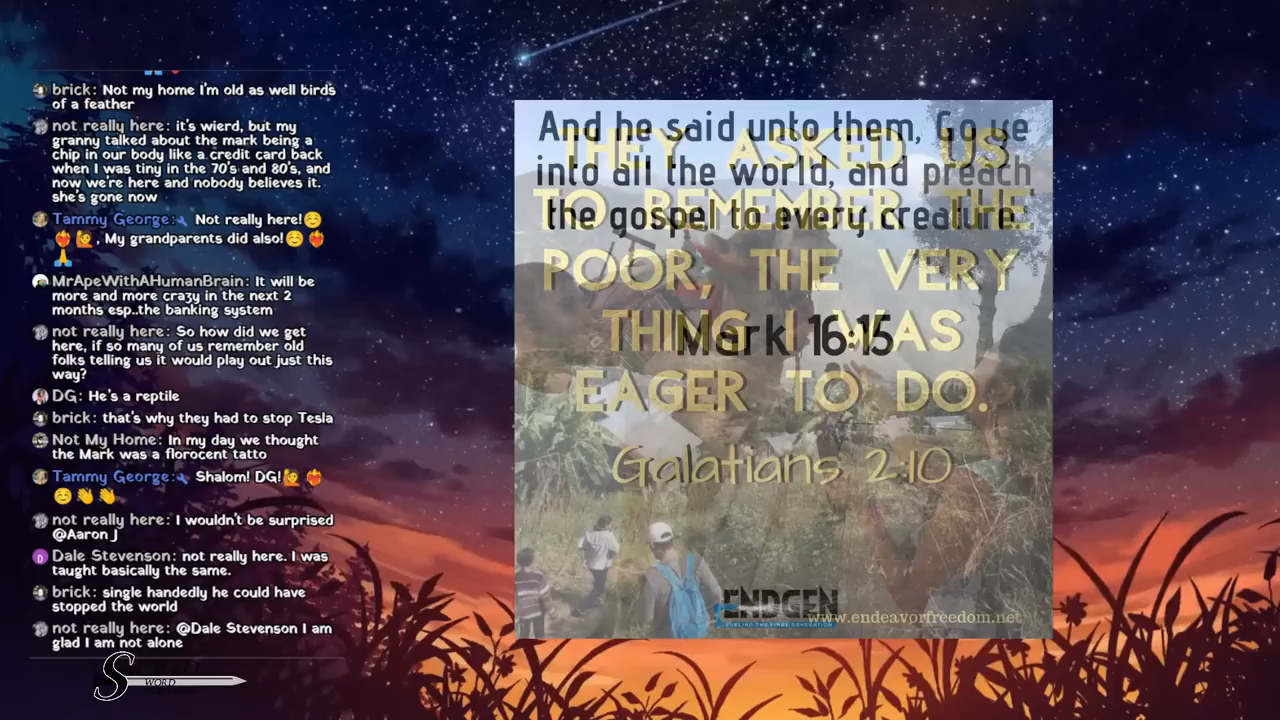 brick: Not my home I'm old as well birds
of a feather
not really here: it's wierd, but my
granny talked about the mark being a
chip in our body like a credit card back
when I was tiny in the 70's and 80's, and
now we're here and nobody believes it.
she's gone now
Tammy George: Not really here!☺️
❤️‍🔥🙋, My grandparents did also!☺️❤️‍🔥
🙏
MrApeWithAHumanBrain: It will be
more and more crazy in the next 2
months esp..the banking system
not really here: So how did we get
here, if so many of us remember old
folks telling us it would play out just this
way?
DG: He's a reptile
brick: that's why they had to stop Tesla
Not My Home: In my day we thought
the Mark was a florocent tatto
Tammy George: Shalom! DG!🙋❤️‍🔥
☺️👏👏
not really here: I wouldn't be surprised
@Aaron J
D Dale Stevenson: not really here. I was
taught basically the same.
brick: single handedly he could have
stopped the world
not really here: @Dale Stevenson I am
glad I am not alone
S WORD
And he said unto them, Go ye
into all the world, and preach
the gospel to every creature.
Mark 16:15
THEY ASKED US
TO REMEMBER THE
POOR, THE VERY
THING I WAS
EAGER TO DO.
Galatians 2:10
ENDGEN
FUELING THE FINAL GENERATION
www.endeavorfreedom.net